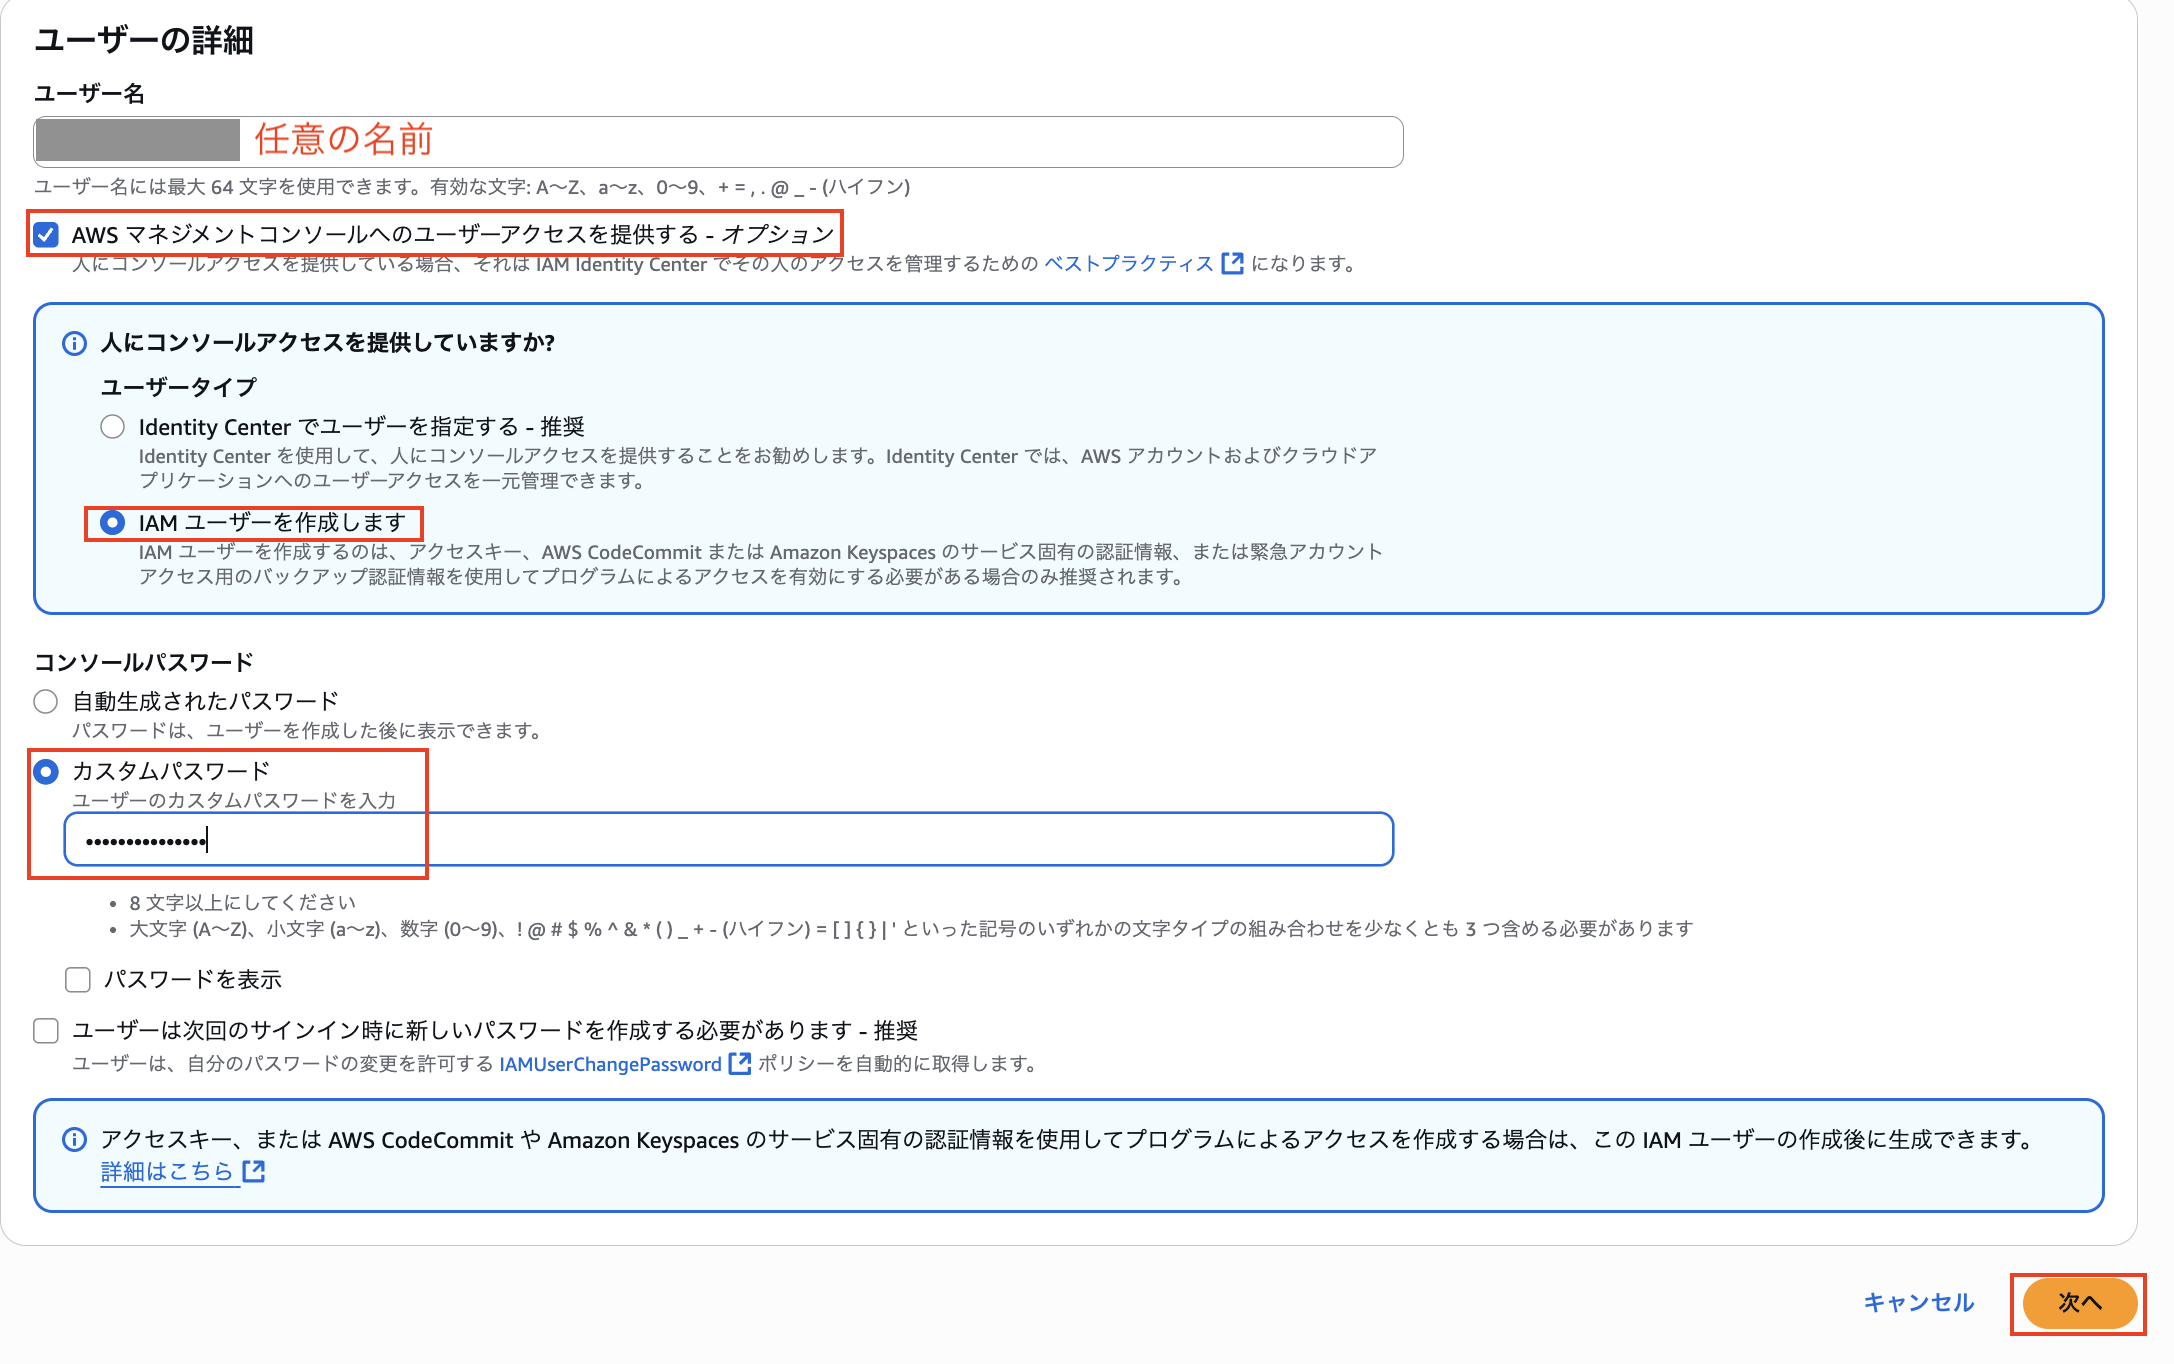 ユーザーの詳細
ユーザー名
任意の名前
ユーザー名には最大 64 文字を使用できます。有効な文字: A〜Z、a〜z、0〜9、+ = , . @ _ - (ハイフン)
AWS マネジメントコンソールへのユーザーアクセスを提供する - オプション
人にコンソールアクセスを提供している場合、それは IAM Identity Center でその人のアクセスを管理するための ベストプラクティス になります。
人にコンソールアクセスを提供していますか?
ユーザータイプ
Identity Center でユーザーを指定する - 推奨
Identity Center を使用して、人にコンソールアクセスを提供することをお勧めします。Identity Center では、AWS アカウントおよびクラウドア
プリケーションへのユーザーアクセスを一元管理できます。
IAM ユーザーを作成します
IAM ユーザーを作成するのは、アクセスキー、AWS CodeCommit または Amazon Keyspaces のサービス固有の認証情報、または緊急アカウント
アクセス用のバックアップ認証情報を使用してプログラムによるアクセスを有効にする必要がある場合のみ推奨されます。
コンソールパスワード
自動生成されたパスワード
パスワードは、ユーザーを作成した後に表示できます。
カスタムパスワード
ユーザーのカスタムパスワードを入力
•••••••••••••••
• 8 文字以上にしてください
• 大文字 (A〜Z)、小文字 (a〜z)、数字 (0〜9)、! @ # $ % ^ & * ( ) _ + - (ハイフン) = [ ] { } | ' といった記号のいずれかの文字タイプの組み合わせを少なくとも 3 つ含める必要があります
パスワードを表示
ユーザーは次回のサインイン時に新しいパスワードを作成する必要があります - 推奨
ユーザーは、自分のパスワードの変更を許可する IAMUserChangePassword ポリシーを自動的に取得します。
アクセスキー、または AWS CodeCommit や Amazon Keyspaces のサービス固有の認証情報を使用してプログラムによるアクセスを作成する場合は、この IAM ユーザーの作成後に生成できます。
詳細はこちら
キャンセル
次へ